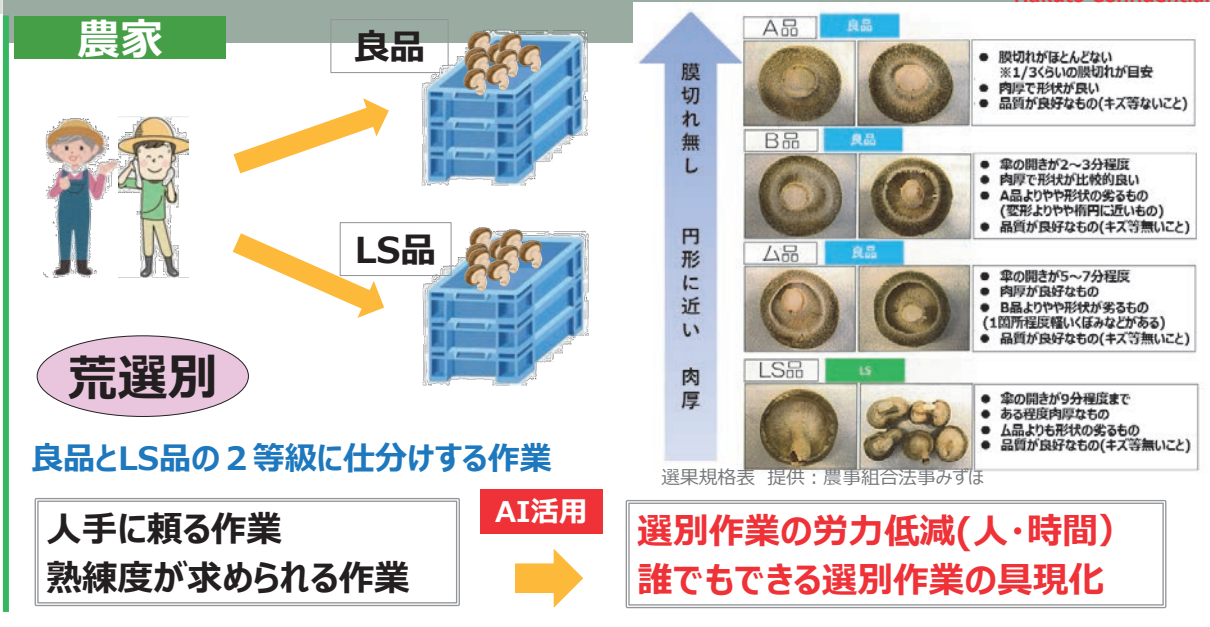 農家
良品
LS品
荒選別
良品とLS品の２等級に仕分けする作業
人手に頼る作業
熟練度が求められる作業
AI活用
選別作業の労力低減(人・時間）
誰でもできる選別作業の具現化
膜切れ無し　円形に近い　肉厚
A品
良品
● 膜切れがほとんどない
※1/3くらいの膜切れが目安
● 肉厚で形状が良い
● 品質が良好なもの(キズ等ないこと)
B品
良品
● 傘の開きが2～3分程度
● 肉厚で形状が比較的良い
● A品よりやや形状の劣るもの
(変形よりやや楕円に近いもの)
● 品質が良好なもの(キズ等無いこと)
ム品
良品
● 傘の開きが5～7分程度
● 肉厚が良好なもの
● B品よりやや形状が劣るもの
(1箇所程度軽いくぼみなどがある)
● 品質が良好なもの(キズ等無いこと)
LS品
LS
● 傘の開きが9分程度まで
● ある程度肉厚なもの
● ム品よりも形状の劣るもの
● 品質が良好なもの(キズ等無いこと)
選果規格表 提供：農事組合法事みずほ